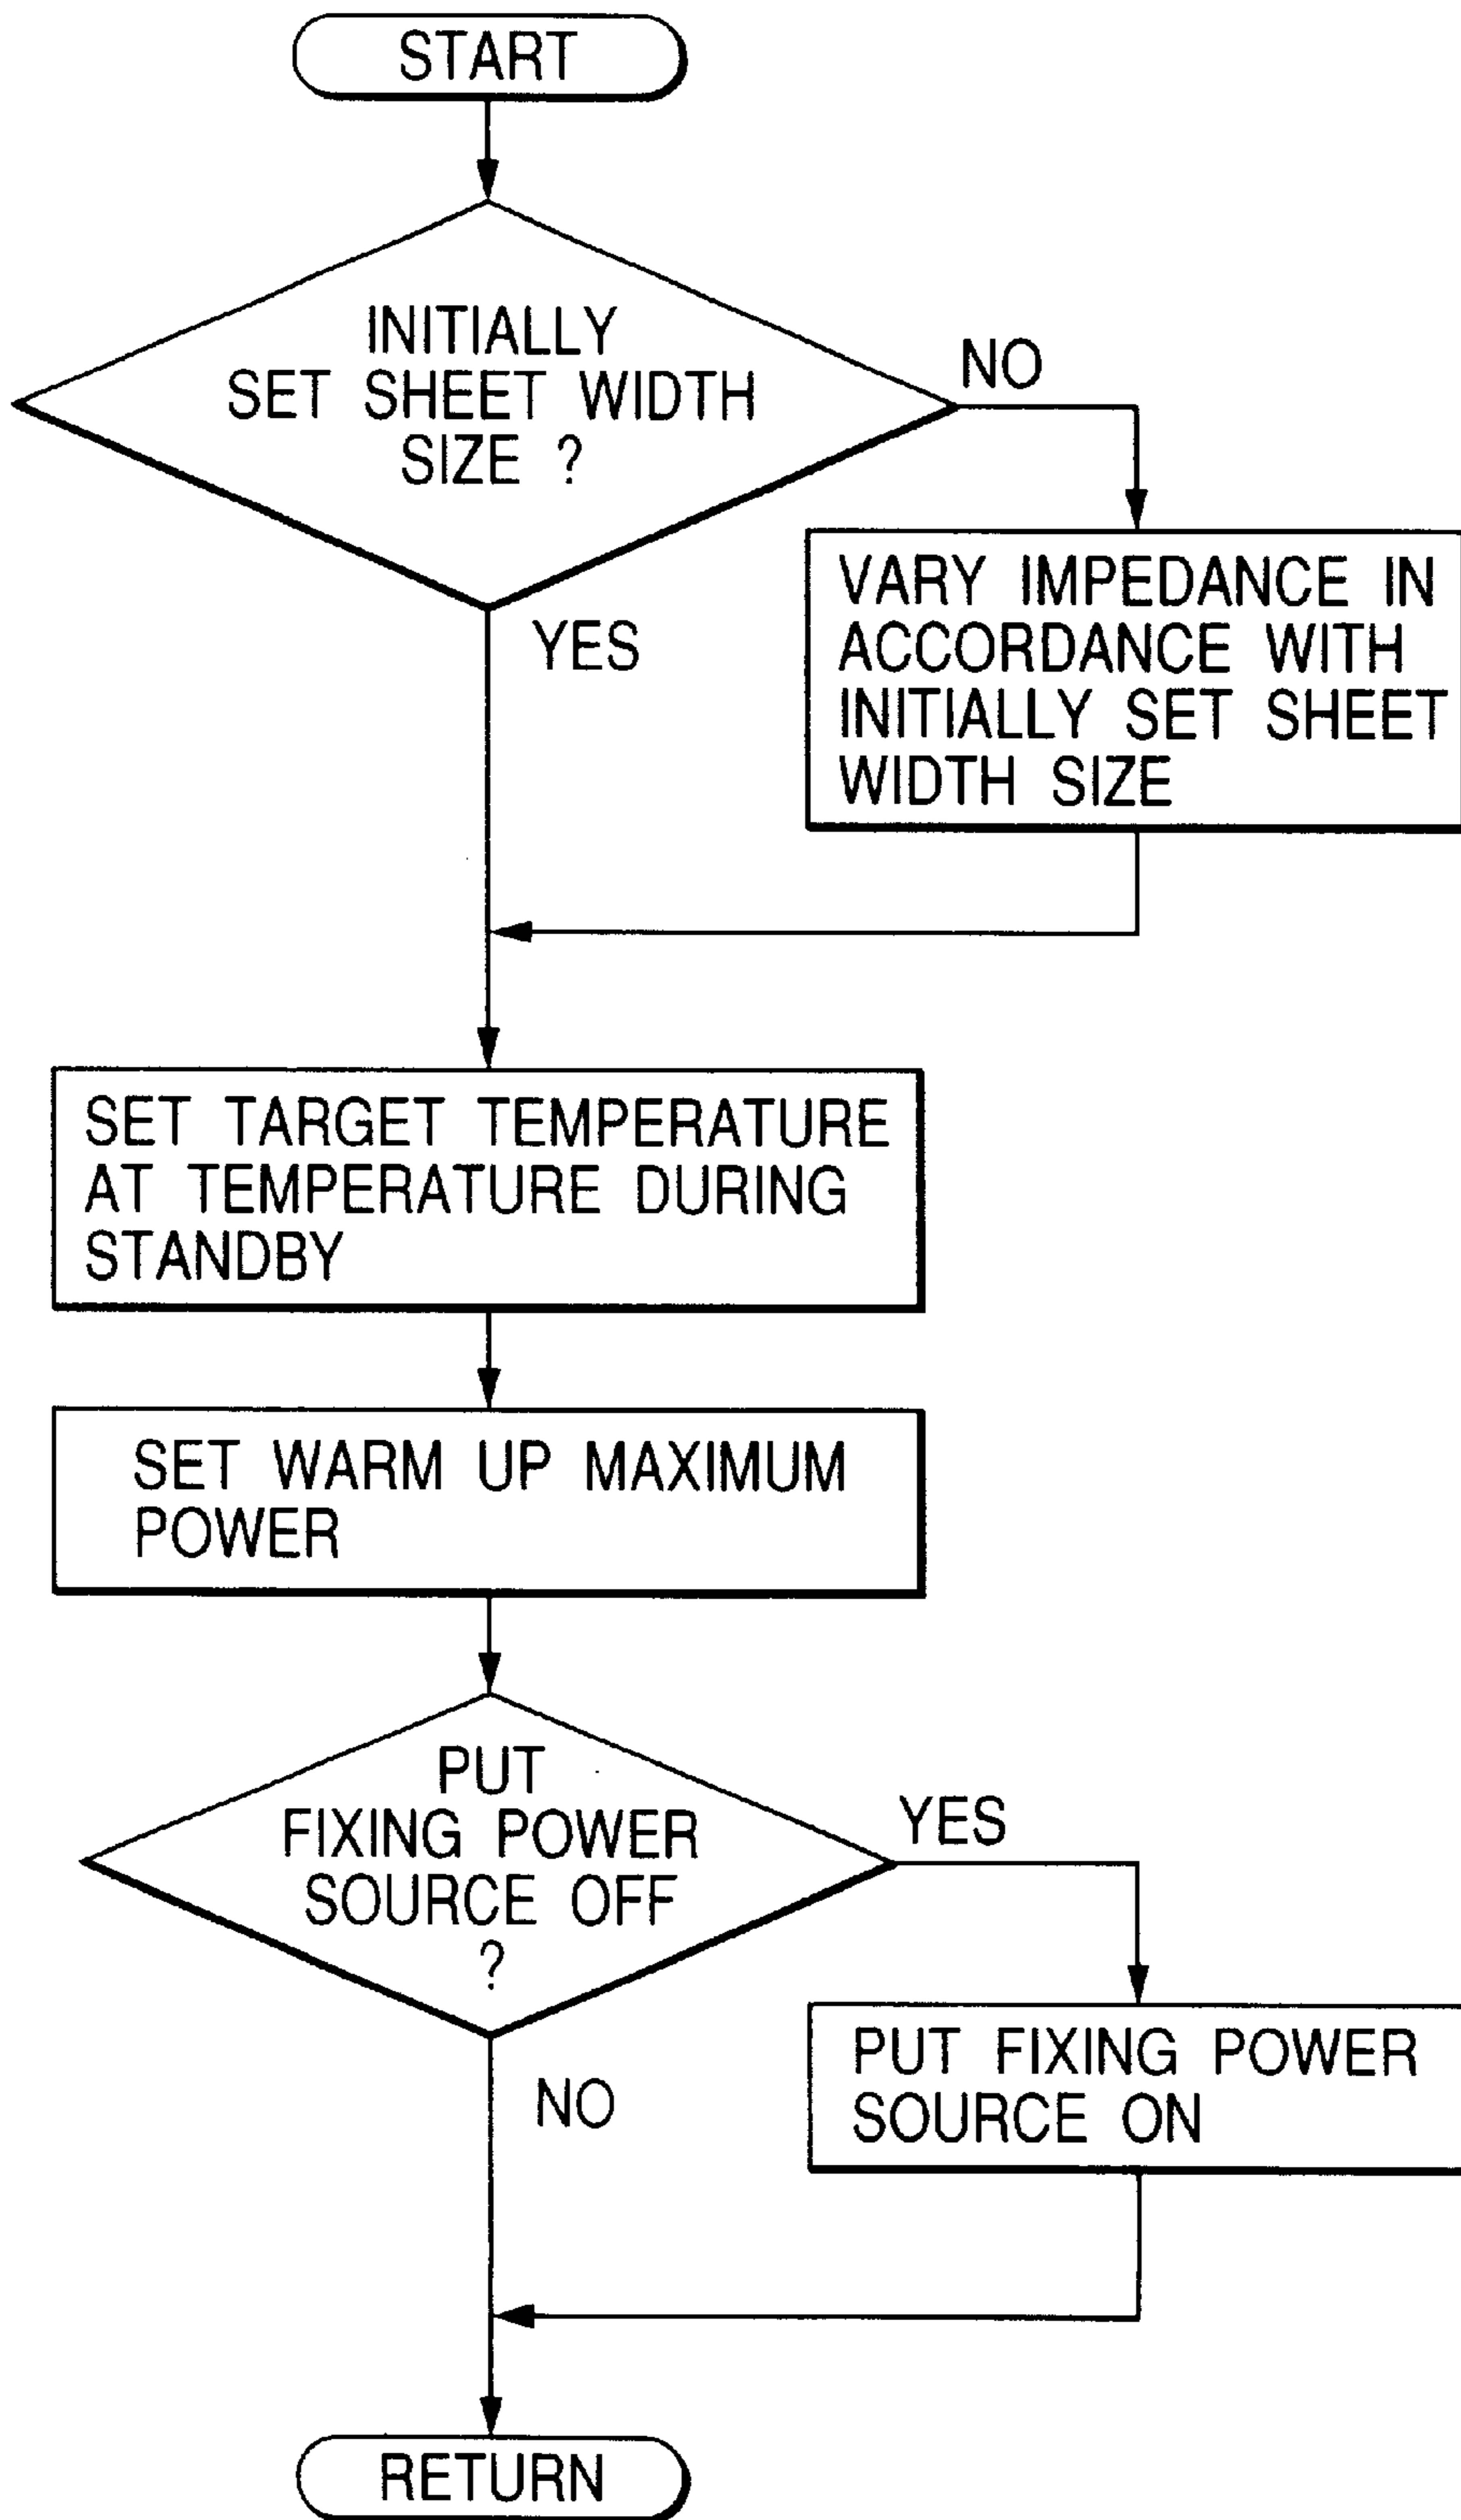 START
INITIALLY
SET SHEET WIDTH
SIZE ?
NO
YES
VARY IMPEDANCE IN
ACCORDANCE WITH
INITIALLY SET SHEET
WIDTH SIZE
SET TARGET TEMPERATURE
AT TEMPERATURE DURING
STANDBY
SET WARM UP MAXIMUM
POWER
PUT
FIXING POWER
SOURCE OFF
?
YES
NO
PUT FIXING POWER
SOURCE ON
RETURN